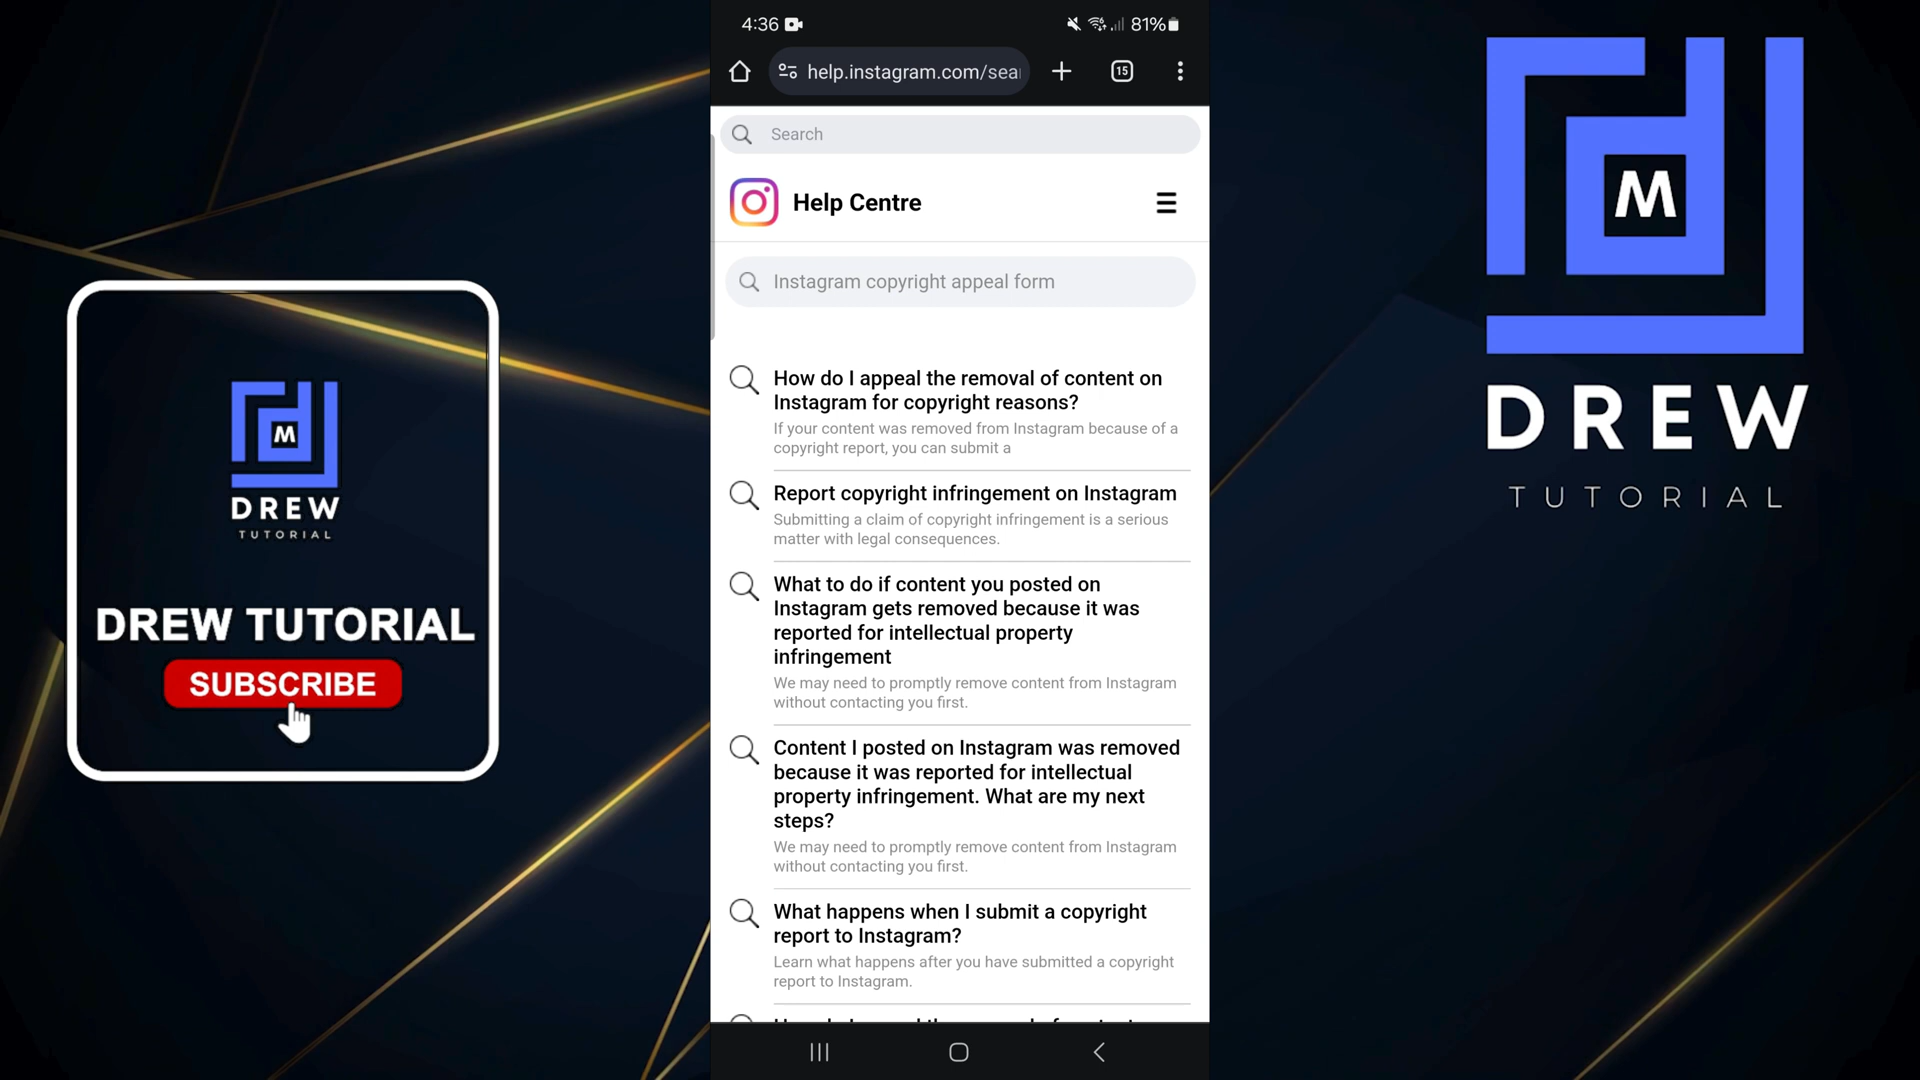 4:36
81%
help.instagram.com/sea
15
Search
Help Centre
Instagram copyright appeal form
How do I appeal the removal of content on
Instagram for copyright reasons?
If your content was removed from Instagram because of a
copyright report, you can submit a
Report copyright infringement on Instagram
Submitting a claim of copyright infringement is a serious
matter with legal consequences.
What to do if content you posted on
Instagram gets removed because it was
reported for intellectual property
infringement
We may need to promptly remove content from Instagram
without contacting you first.
Content I posted on Instagram was removed
because it was reported for intellectual
property infringement. What are my next
steps?
We may need to promptly remove content from Instagram
without contacting you first.
What happens when I submit a copyright
report to Instagram?
Learn what happens after you have submitted a copyright
report to Instagram.
M
DREW
TUTORIAL
DREW TUTORIAL
SUBSCRIBE
M
DREW
TUTORIAL